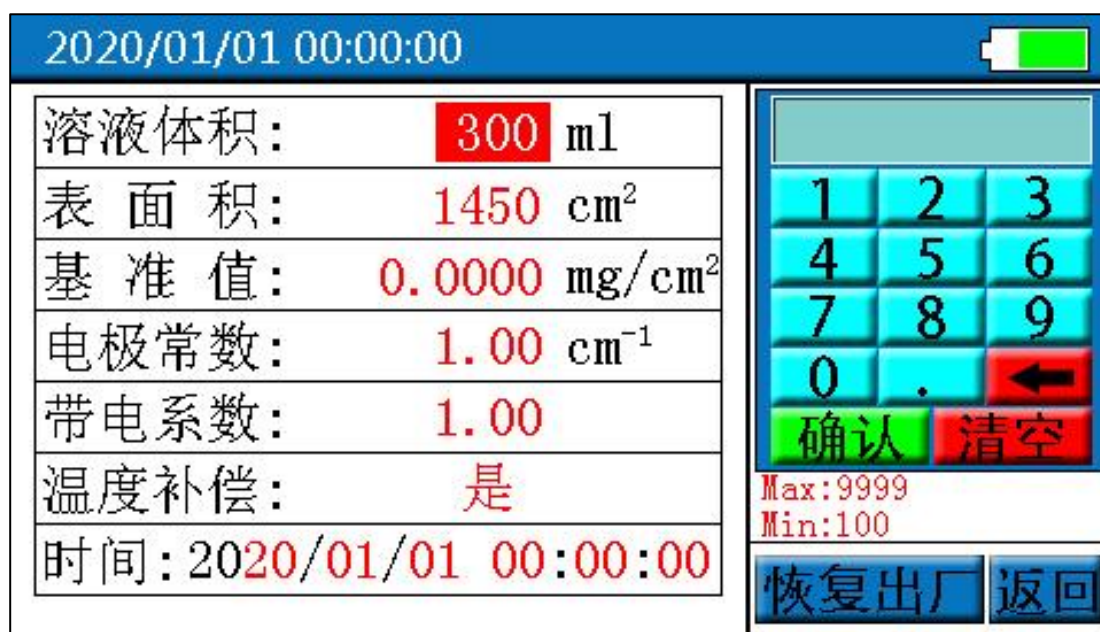 2020/01/01 00:00:00
溶液体积: 300 ml
表面积: 1450 cm²
基准值: 0.0000 mg/cm²
电极常数: 1.00 cm⁻¹
带电系数: 1.00
温度补偿: 是
时间:2020/01/01 00:00:00
1 2 3
4 5 6
7 8 9
0 . ←
确认 清空
Max:9999
Min:100
恢复出厂 返回